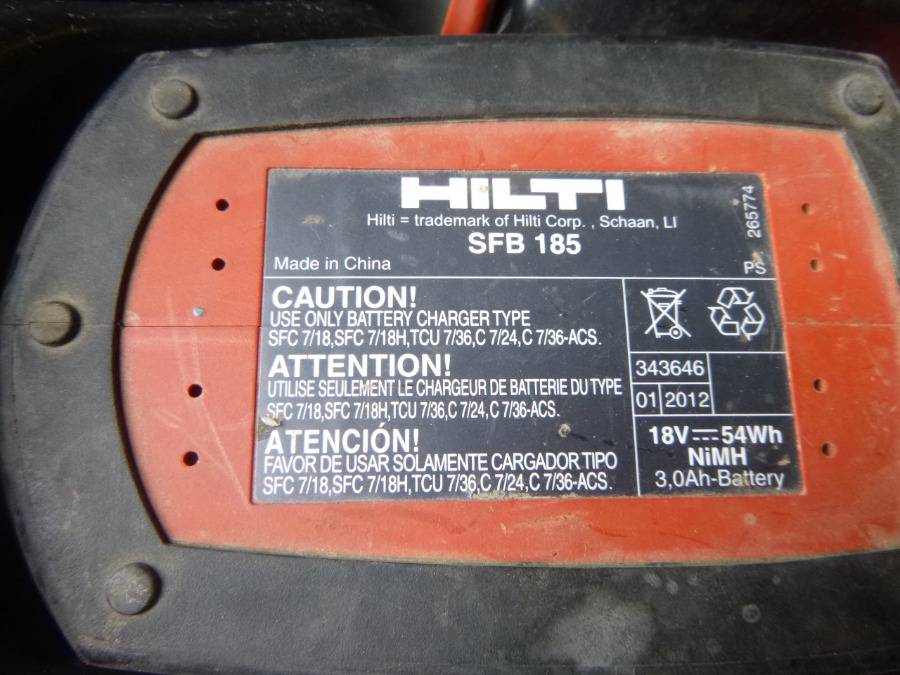 HILTI
Hilti = trademark of Hilti Corp. , Schaan, LI
SFB 185
265774
Made in China
PS
CAUTION!
USE ONLY BATTERY CHARGER TYPE
SFC 7/18,SFC 7/18H,TCU 7/36,C 7/24,C 7/36-ACS.
ATTENTION!
UTILISE SEULEMENT LE CHARGEUR DE BATTERIE DU TYPE
SFC 7/18,SFC 7/18H,TCU 7/36,C 7/24,C 7/36-ACS.
ATENCIÓN!
FAVOR DE USAR SOLAMENTE CARGADOR TIPO
SFC 7/18,SFC 7/18H,TCU 7/36,C 7/24,C 7/36-ACS.
343646
01 2012
18V⎓54Wh
NiMH
3,0Ah-Battery